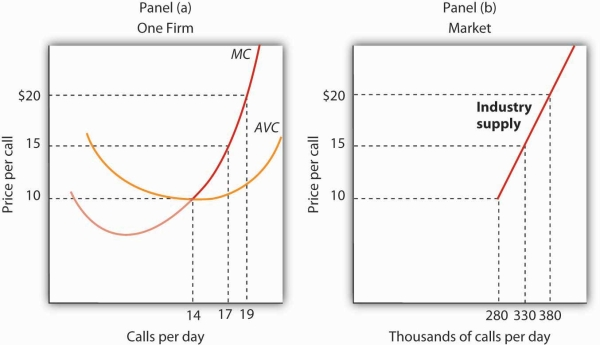 Panel (a)
One Firm
MC
$20
AVC
15
10
Price per call
14 17 19
Calls per day
Panel (b)
Market
$20
Industry
supply
15
10
Price per call
280 330 380
Thousands of calls per day